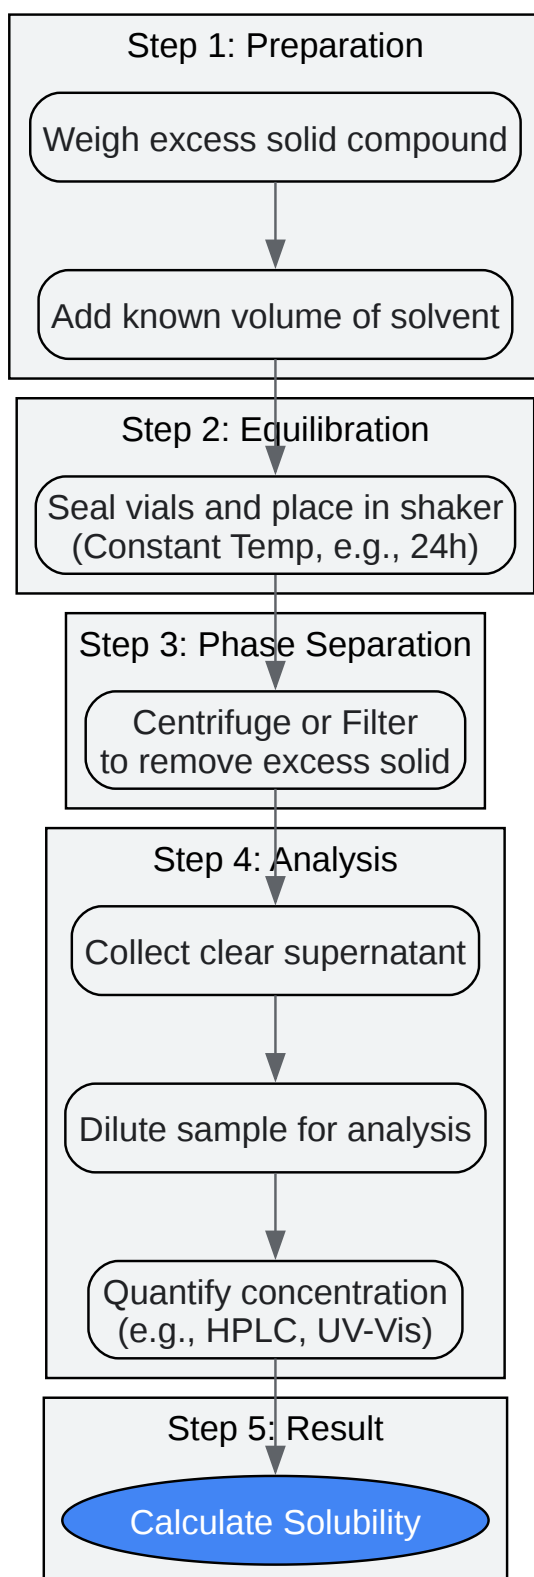 Step 1: Preparation
Weigh excess solid compound
Add known volume of solvent
Step 2: Equilibration
Seal vials and place in shaker
(Constant Temp, e.g., 24h)
Step 3: Phase Separation
Centrifuge or Filter
to remove excess solid
Step 4: Analysis
Collect clear supernatant
Dilute sample for analysis
Quantify concentration
(e.g., HPLC, UV-Vis)
Step 5: Result
Calculate Solubility